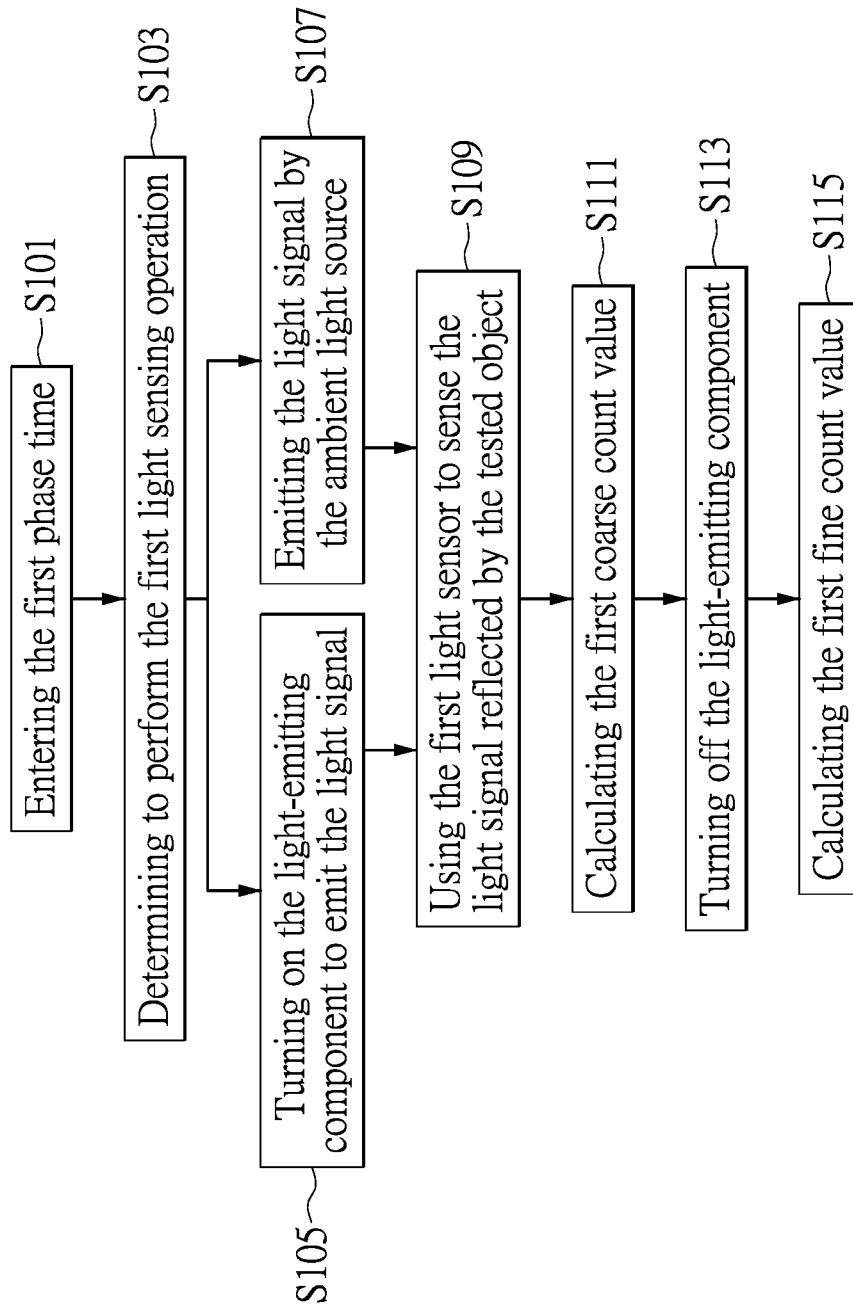 Entering the first phase time
S101
Determining to perform the first light sensing operation
S103
Turning on the light-emitting
component to emit the light signal
S105
Emitting the light signal by
the ambient light source
S107
Using the first light sensor to sense the
light signal reflected by the tested object
S109
Calculating the first coarse count value
S111
Turning off the light-emitting component
S113
Calculating the first fine count value
S115